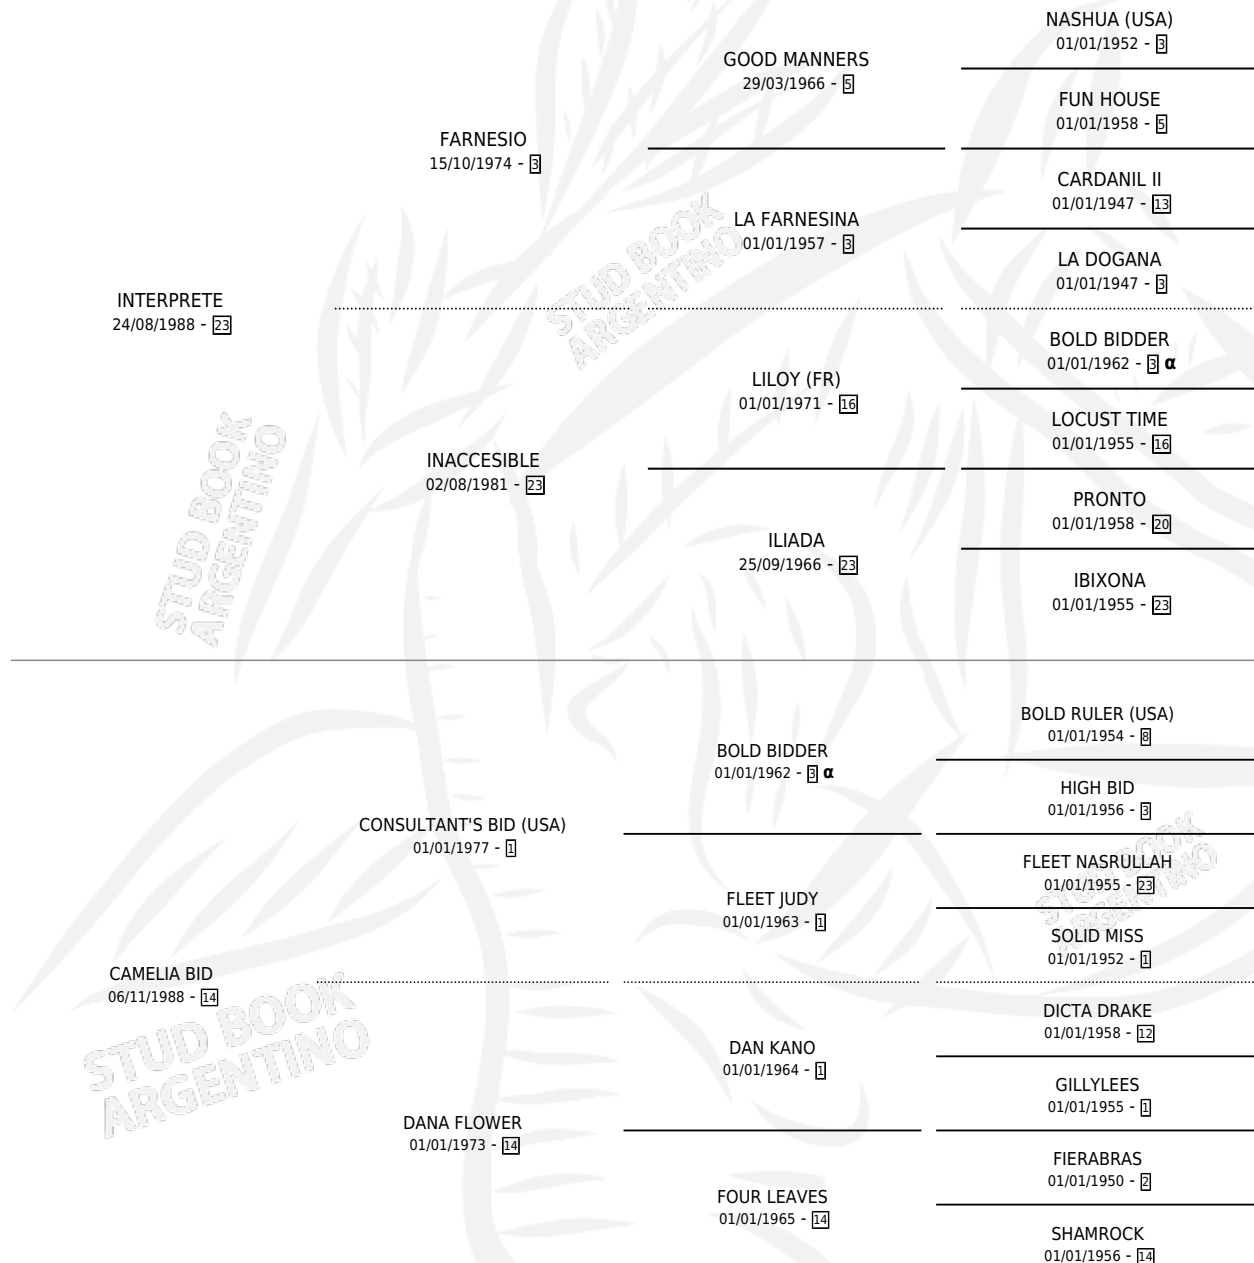 NASHUA (USA)
01/01/1952 - 3
GOOD MANNERS
29/03/1966 - 5
FUN HOUSE
01/01/1958 - 5
FARNESIO
15/10/1974 - 3
CARDANIL II
01/01/1947 - 13
LA FARNESINA
01/01/1957 - 3
LA DOGANA
01/01/1947 - 3
INTERPRETE
24/08/1988 - 23
BOLD BIDDER
01/01/1962 - 3 α
LILOY (FR)
01/01/1971 - 16
LOCUST TIME
01/01/1955 - 16
INACCESIBLE
02/08/1981 - 23
PRONTO
01/01/1958 - 20
ILIADA
25/09/1966 - 23
IBIXONA
01/01/1955 - 23
STUD BOOK
ARGENTINO
STUD BOOK
ARGENTINO
BOLD RULER (USA)
01/01/1954 - 8
BOLD BIDDER
01/01/1962 - 3 α
HIGH BID
01/01/1956 - 3
CONSULTANT'S BID (USA)
01/01/1977 - 1
FLEET NASRULLAH
01/01/1955 - 23
FLEET JUDY
01/01/1963 - 1
SOLID MISS
01/01/1952 - 1
STUD BOOK
ARGENTINO
CAMELIA BID
06/11/1988 - 14
DICTA DRAKE
01/01/1958 - 12
DAN KANO
01/01/1964 - 1
GILLYLEES
01/01/1955 - 1
STUD BOOK
ARGENTINO
DANA FLOWER
01/01/1973 - 14
FIERABRAS
01/01/1950 - 2
FOUR LEAVES
01/01/1965 - 14
SHAMROCK
01/01/1956 - 14